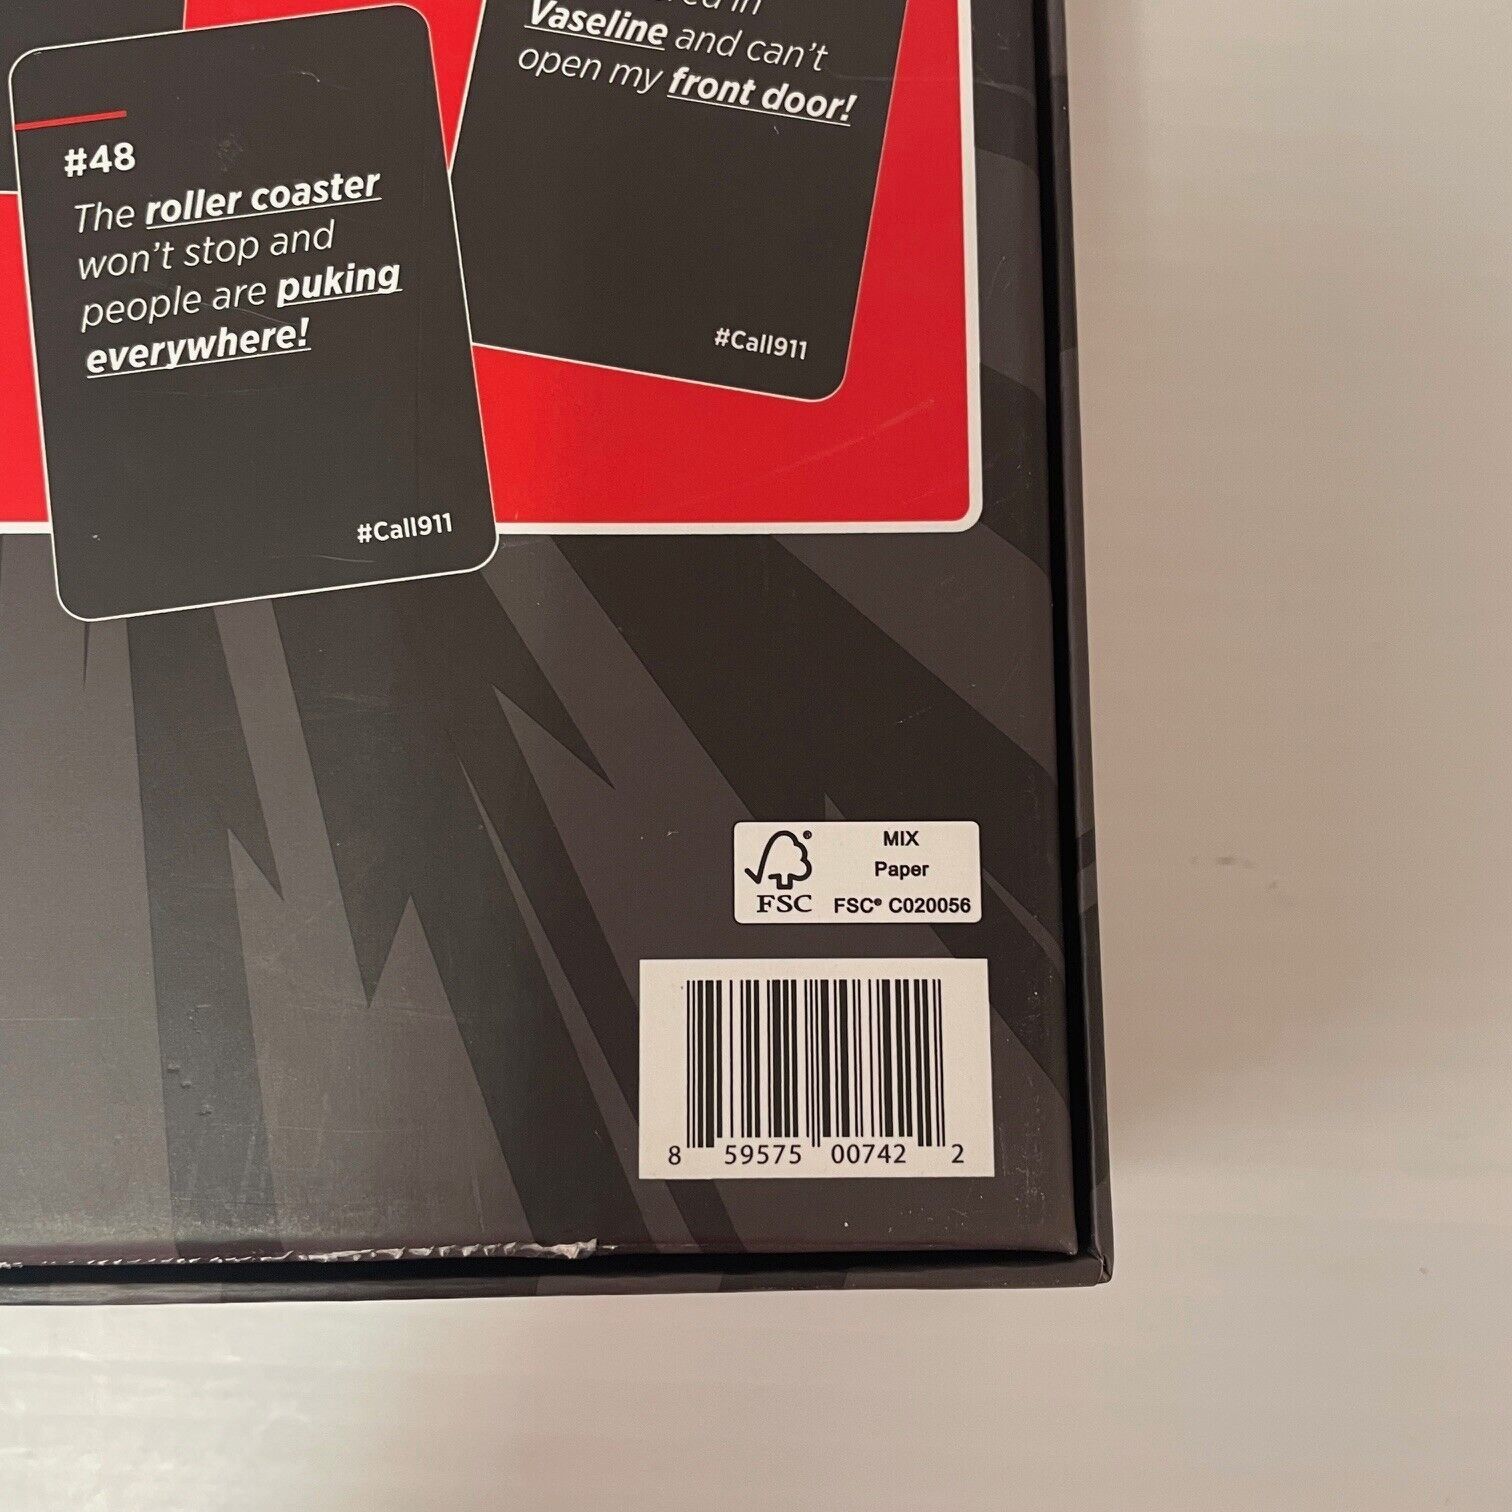 in
Vaseline and can't
open my front door!
#Call911
#48
The roller coaster
won't stop and
people are puking
everywhere!
#Call911
MIX
Paper
FSC® C020056
FSC
8 59575 00742 2